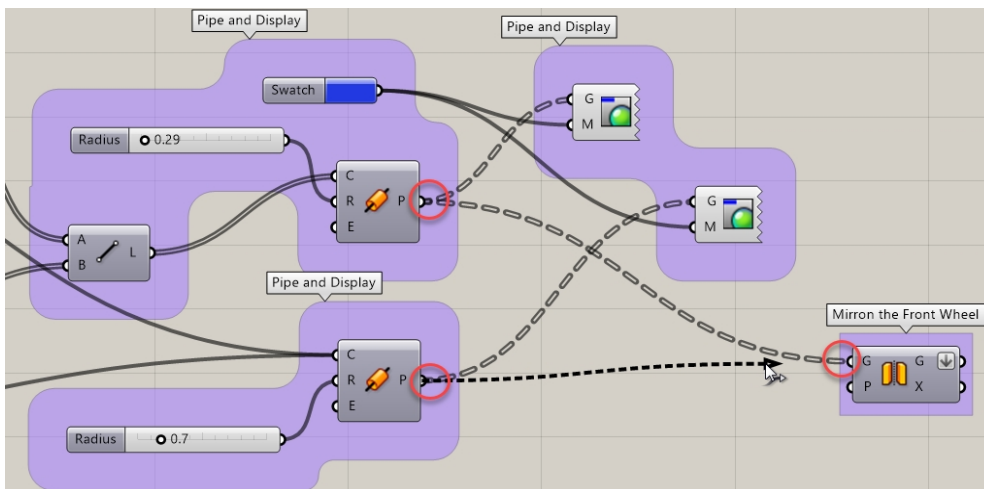 Pipe and Display
Pipe and Display
Swatch
G
M
Radius
0.29
C
R
P
E
G
M
A
L
B
Pipe and Display
Mirron the Front Wheel
C
R
P
E
G
G
P
X
Radius
0.7